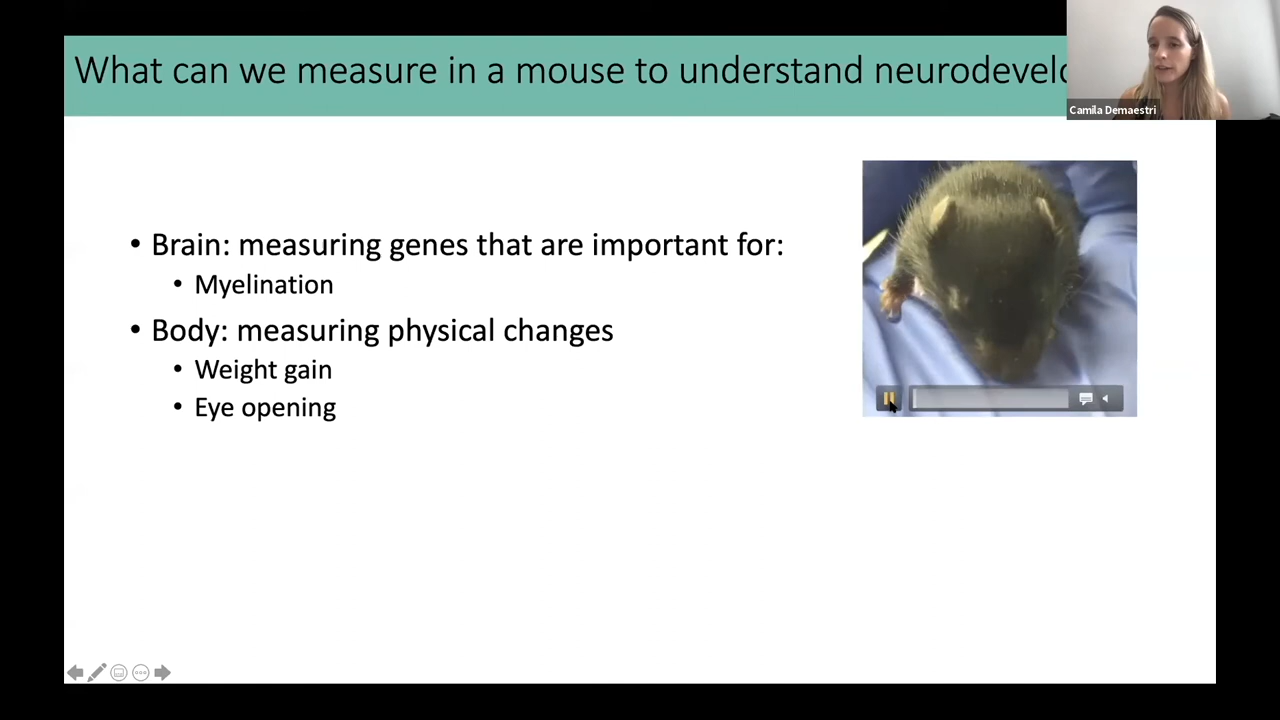 What can we measure in a mouse to understand neurodevelo
Camila Demaestri
• Brain: measuring genes that are important for:
• Myelination
• Body: measuring physical changes
• Weight gain
• Eye opening